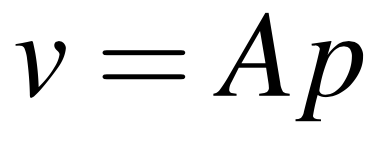 v = Ap